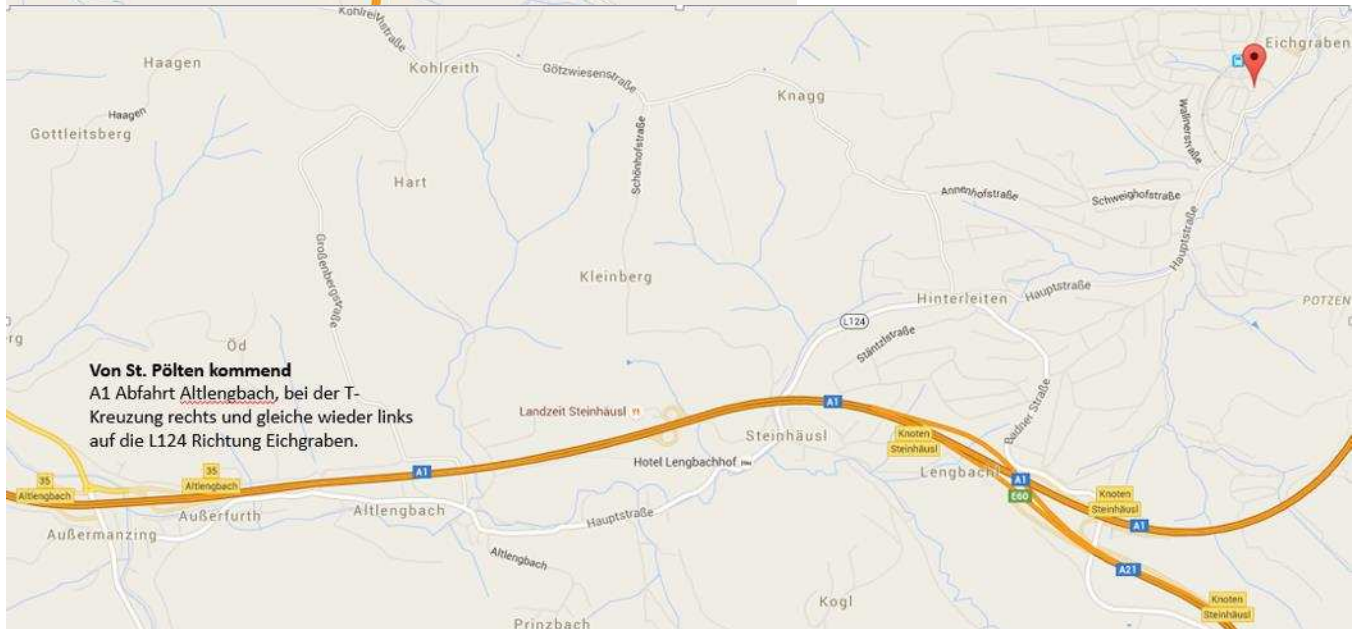 Kohlreithstraße
Eichgraben
Haagen
Kohlreith
Götzwiesenstraße
Knagg
Haagen
Gottleitsberg
Wallnerstraße
Schönhofstraße
Hart
Annenhofstraße
Schweighofstraße
Großenbergstraße
Hauptstraße
Kleinberg
Hinterleiten
Hauptstraße
POTZEN
L124
Stäntzlstraße
rg
Öd
Von St. Pölten kommend
A1 Abfahrt Altlengbach, bei der T-
Kreuzung rechts und gleiche wieder links
auf die L124 Richtung Eichgraben.
Landzeit Steinhäusl
A1
Badner Straße
Steinhäusl
Knoten
Steinhäusl
Hotel Lengbachhof
Lengbachl
A1
E60
35
Altlengbach
35
Altlengbach
A1
Knoten
Steinhäusl
A1
Außerfurth
Altlengbach
Hauptstraße
Außermanzing
Altlengbach
A21
Kogl
Knoten
Steinhäusl
Prinzbach